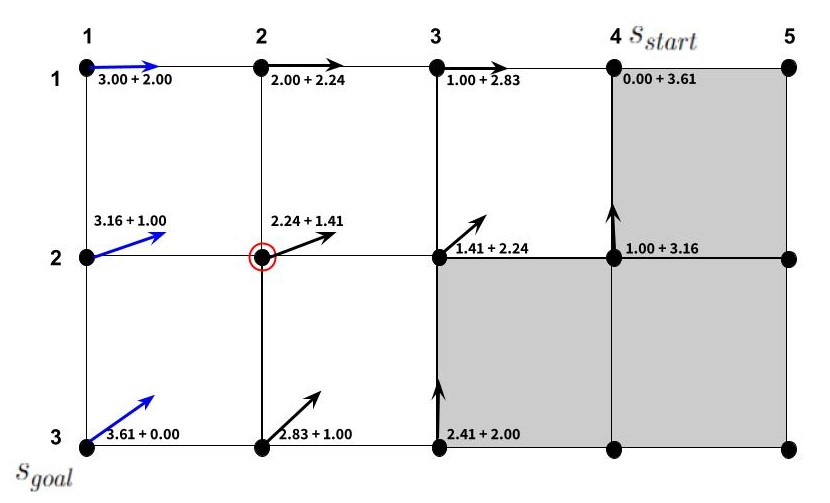 1 2 3 4 s_start 5
1 3.00 + 2.00 2.00 + 2.24 1.00 + 2.83 0.00 + 3.61
3.16 + 1.00 2.24 + 1.41
2 1.41 + 2.24 1.00 + 3.16
3 3.61 + 0.00 2.83 + 1.00 2.41 + 2.00
s_goal